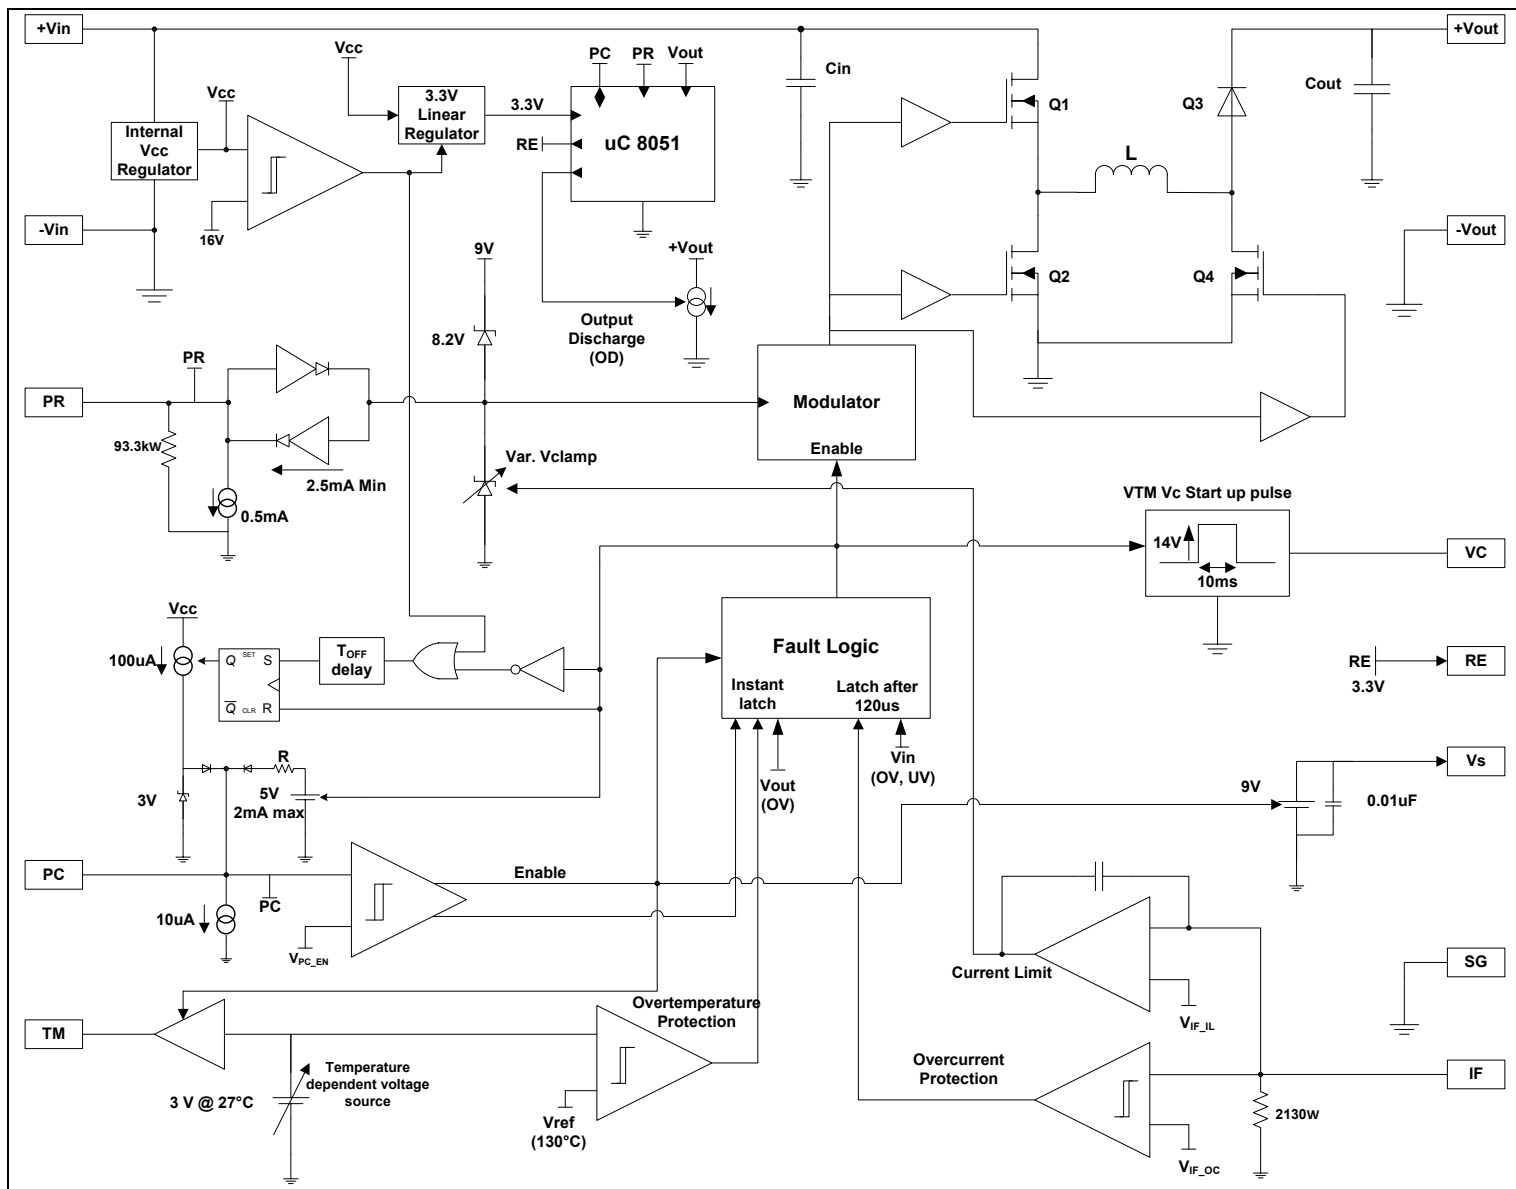 +Vin
Vcc
Vcc
3.3V
Linear
Regulator
3.3V
PC
PR
Vout
uC 8051
RE
Internal
Vcc
Regulator
-Vin
16V
Cin
Q1
Q3
Cout
+Vout
L
-Vout
Q2
Q4
9V
+Vout
8.2V
Output
Discharge
(OD)
PR
PR
93.3kW
2.5mA Min
0.5mA
Var. Vclamp
Modulator
Enable
VTM Vc Start up pulse
14V
10ms
VC
Vcc
100uA
Q SET S
Q CLR R
TOFF
delay
Fault Logic
Instant
latch
Latch after
120us
RE
3.3V
RE
Vin
(OV, UV)
Vout
(OV)
R
3V
5V
2mA max
9V
0.01uF
Vs
PC
Enable
PC
10uA
VPC_EN
Current Limit
VIF_IL
SG
TM
Overtemperature
Protection
Temperature
dependent voltage
source
3 V @ 27°C
Vref
(130°C)
Overcurrent
Protection
VIF_OC
IF
2130W